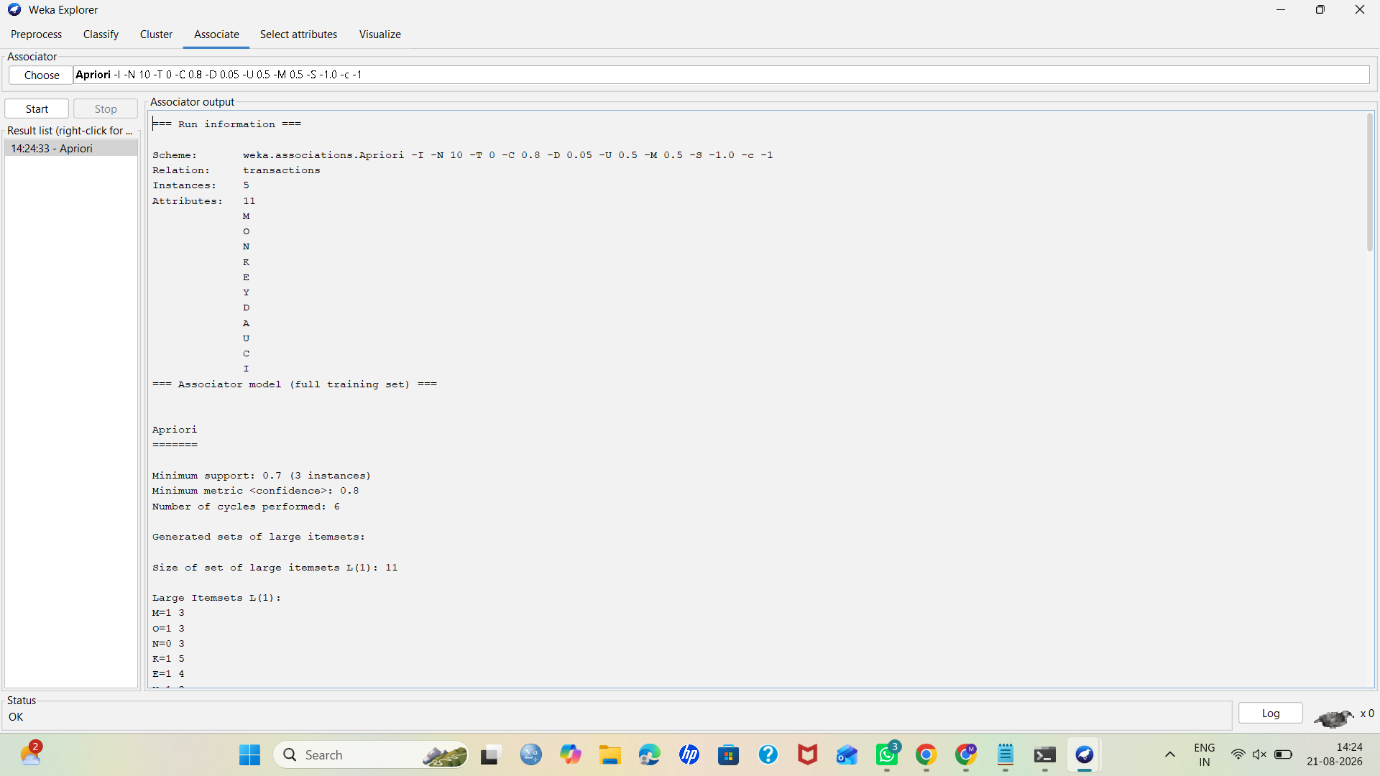 Weka Explorer
Preprocess Classify Cluster Associate Select attributes Visualize
Associator
Choose Apriori -I -N 10 -T 0 -C 0.8 -D 0.05 -U 0.5 -M 0.5 -S -1.0 -c -1
Start Stop
Result list (right-click for ...
14:24:33 - Apriori
Associator output
=== Run information ===
Scheme: weka.associations.Apriori -I -N 10 -T 0 -C 0.8 -D 0.05 -U 0.5 -M 0.5 -S -1.0 -c -1
Relation: transactions
Instances: 5
Attributes: 11
M
O
N
K
E
Y
D
A
U
C
I
=== Associator model (full training set) ===
Apriori
=======
Minimum support: 0.7 (3 instances)
Minimum metric <confidence>: 0.8
Number of cycles performed: 6
Generated sets of large itemsets:
Size of set of large itemsets L(1): 11
Large Itemsets L(1):
M=1 3
O=1 3
N=0 3
K=1 5
E=1 4
Status
OK
Log
x 0
2
Search
hp
3
M
ENG
IN
14:24
21-08-2026